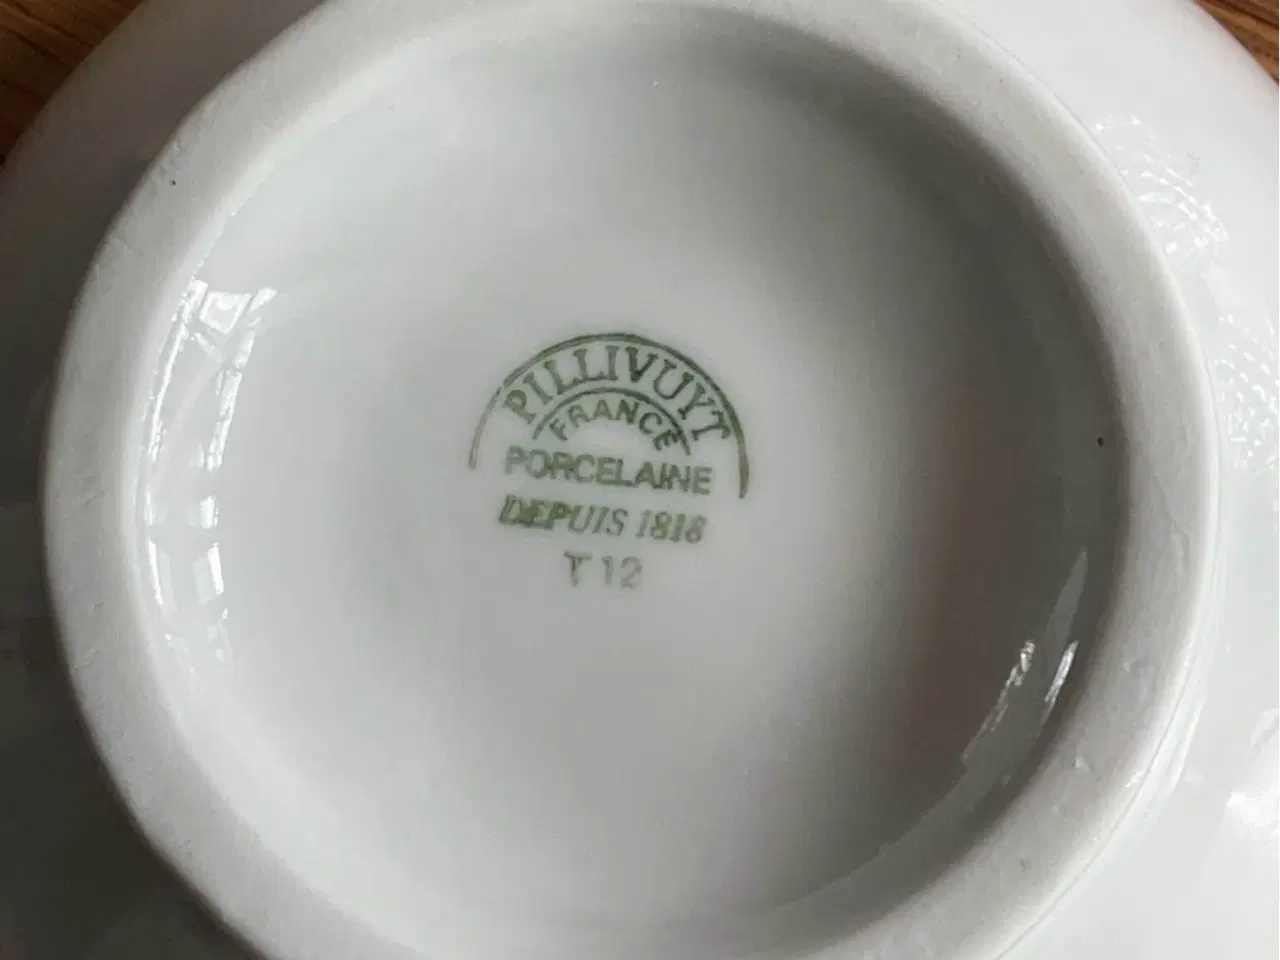 PILLIVUYT
FRANCE
PORCELAINE
DEPUIS 1818
T 12